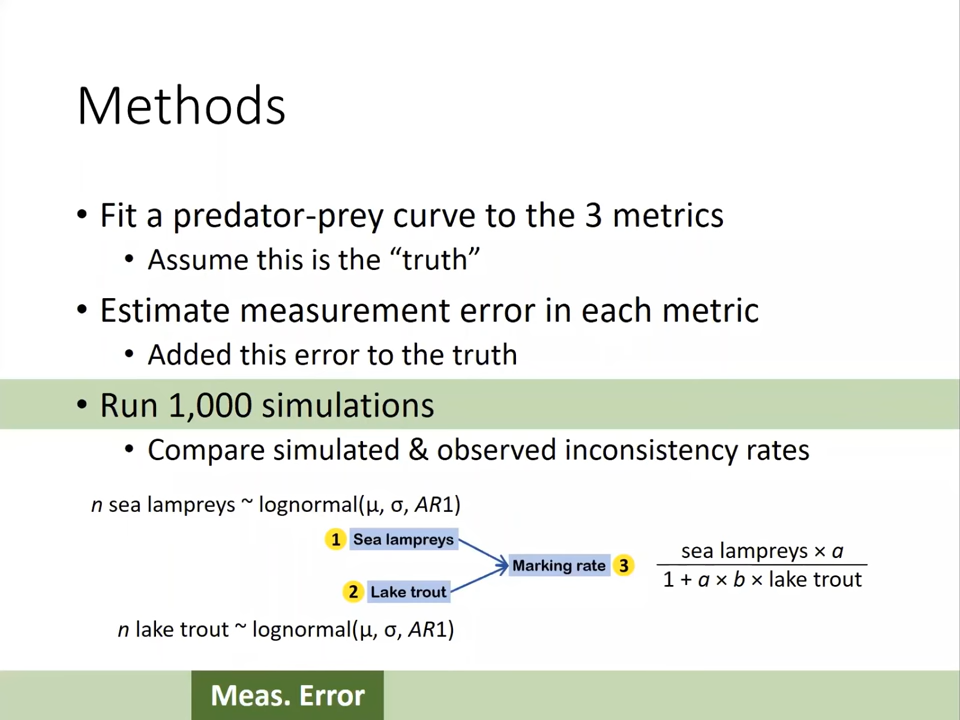 Methods
• Fit a predator-prey curve to the 3 metrics
• Assume this is the “truth”
• Estimate measurement error in each metric
• Added this error to the truth
• Run 1,000 simulations
• Compare simulated & observed inconsistency rates
n sea lampreys ~ lognormal(μ, σ, AR1)
1 Sea lampreys
Marking rate 3
sea lampreys × a
1 + a × b × lake trout
2 Lake trout
n lake trout ~ lognormal(μ, σ, AR1)
Meas. Error